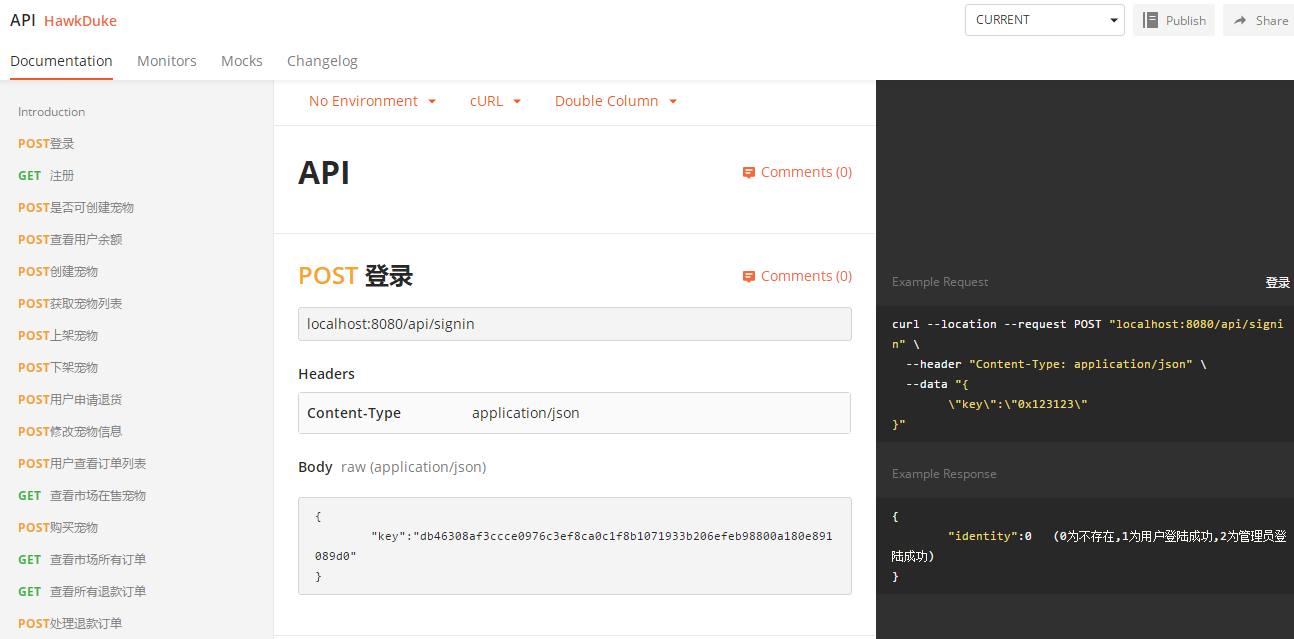 API HawkDuke
CURRENT
Publish
Share
Documentation Monitors Mocks Changelog
Introduction
POST登录
GET 注册
POST是否可创建宠物
POST查看用户余额
POST创建宠物
POST获取宠物列表
POST上架宠物
POST下架宠物
POST用户申请退货
POST修改宠物信息
POST用户查看订单列表
GET 查看市场在售宠物
POST购买宠物
GET 查看市场所有订单
GET 查看所有退款订单
POST处理退款订单
No Environment cURL Double Column
API
Comments (0)
POST 登录
Comments (0)
localhost:8080/api/signin
Headers
Content-Type application/json
Body raw (application/json)
{
"key":"db46308af3ccce0976c3ef8ca0c1f8b1071933b206efeb98800a180e891
089d0"
}
Example Request 登录
curl --location --request POST "localhost:8080/api/signi
n" \
--header "Content-Type: application/json" \
--data "{
\"key\":\"0x123123\"
}"
Example Response
{
"identity":0 (0为不存在,1为用户登陆成功,2为管理员登
陆成功)
}